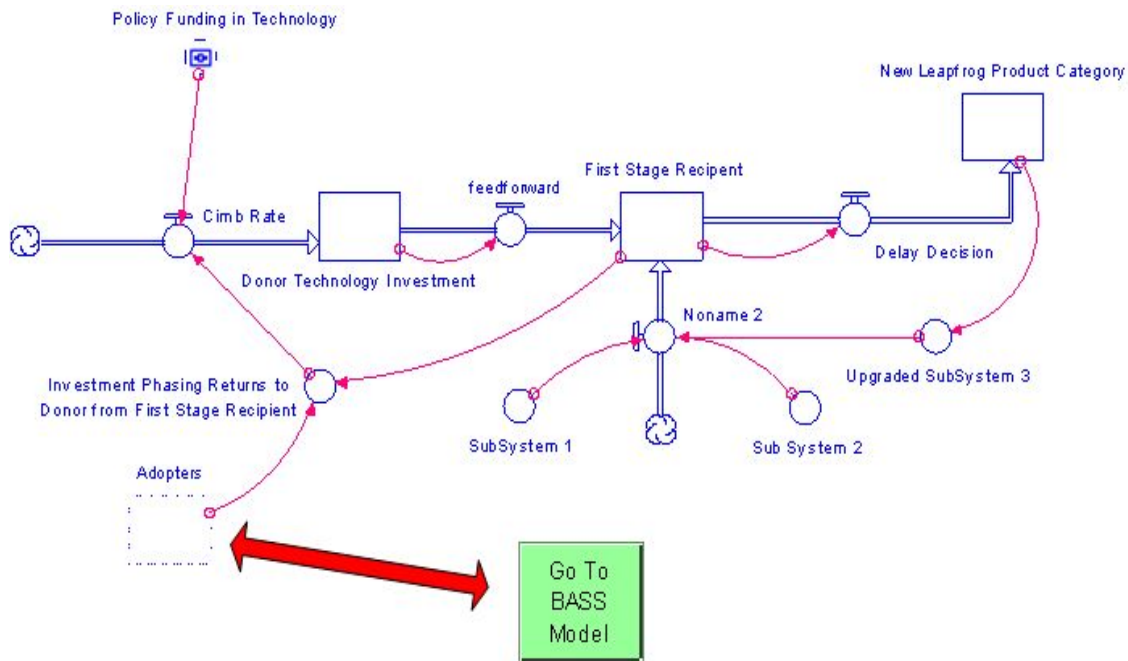 Policy Funding in Technology
New Leapfrog Product Category
First Stage Recipent
feedforward
Cimb Rate
Delay Decision
Donor Technology Investment
Noname 2
Investment Phasing Returns to
Donor from First Stage Recipient
Upgraded SubSystem 3
SubSystem 1
Sub System 2
Adopters
Go To
BASS
Model